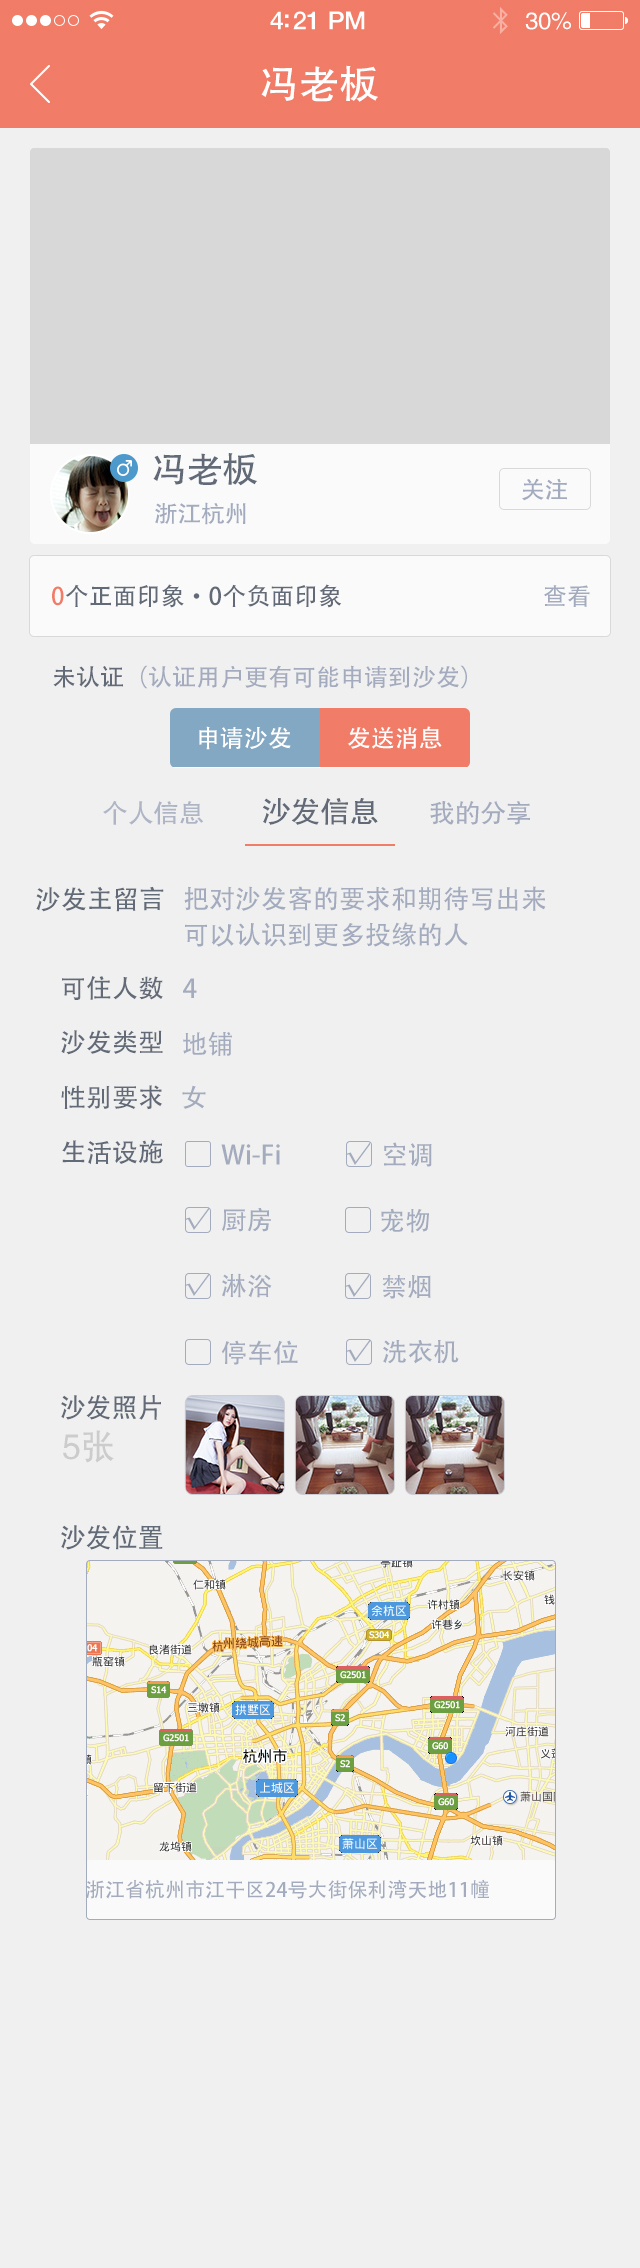 4:21 PM
30%
冯老板
冯老板
浙江杭州
关注
0个正面印象·0个负面印象
查看
未认证（认证用户更有可能申请到沙发）
申请沙发
发送消息
个人信息
沙发信息
我的分享
沙发主留言
把对沙发客的要求和期待写出来
可以认识到更多投缘的人
可住人数
4
沙发类型
地铺
性别要求
女
生活设施
Wi-Fi
空调
厨房
宠物
淋浴
禁烟
停车位
洗衣机
沙发照片
5张
沙发位置
仁和镇
长安镇
余杭区
许村镇
钱
许巷乡
S304
04
良渚街道
杭州绕城高速
瓶窑镇
G2501
S14
三墩镇
拱墅区
S2
G2501
河庄街道
G2501
杭州市
G60
S2
留下街道
上城区
G60
萧山国
龙坞镇
萧山区
坎山镇
浙江省杭州市江干区24号大街保利湾天地11幢